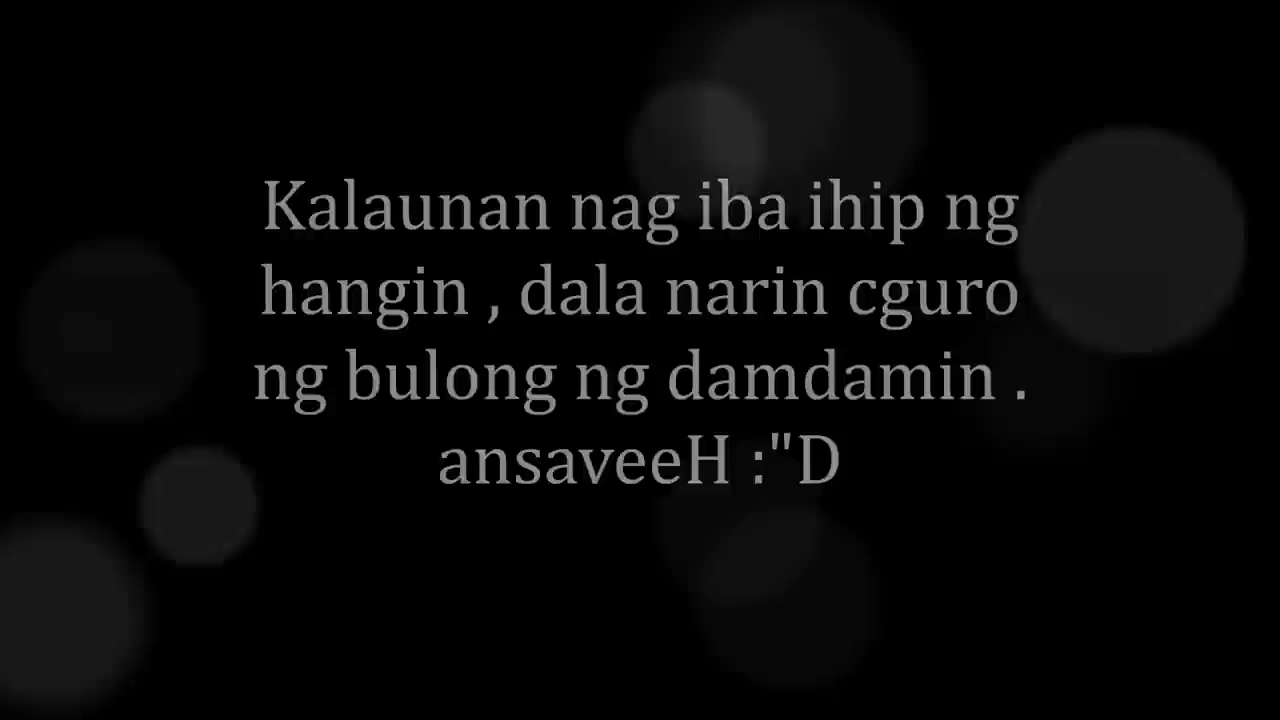 Kalaunan nag iba ihip ng
hangin , dala narin cguro
ng bulong ng damdamin .
ansaveeH :"D